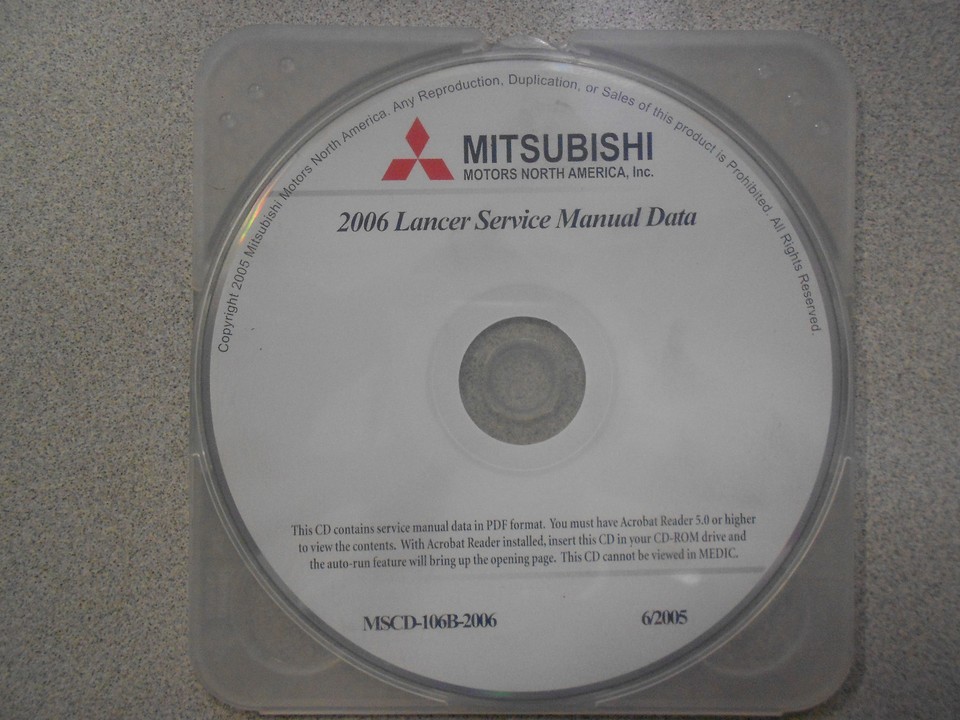 Copyright 2005 Mitsubishi Motors North America. Any Reproduction, Duplication, or Sales of this product is Prohibited. All Rights Reserved.
MITSUBISHI
MOTORS NORTH AMERICA, Inc.
2006 Lancer Service Manual Data
This CD contains service manual data in PDF format. You must have Acrobat Reader 5.0 or higher
to view the contents. With Acrobat Reader installed, insert this CD in your CD-ROM drive and
the auto-run feature will bring up the opening page. This CD cannot be viewed in MEDIC.
MSCD-106B-2006 6/2005